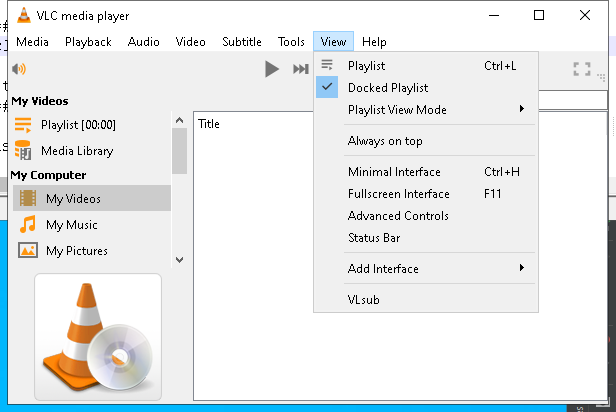 VLC media player
Media Playback Audio Video Subtitle Tools View Help
My Videos
Playlist [00:00]
Media Library
My Computer
My Videos
My Music
My Pictures
Title
Playlist Ctrl+L
Docked Playlist
Playlist View Mode
Always on top
Minimal Interface Ctrl+H
Fullscreen Interface F11
Advanced Controls
Status Bar
Add Interface
VLsub